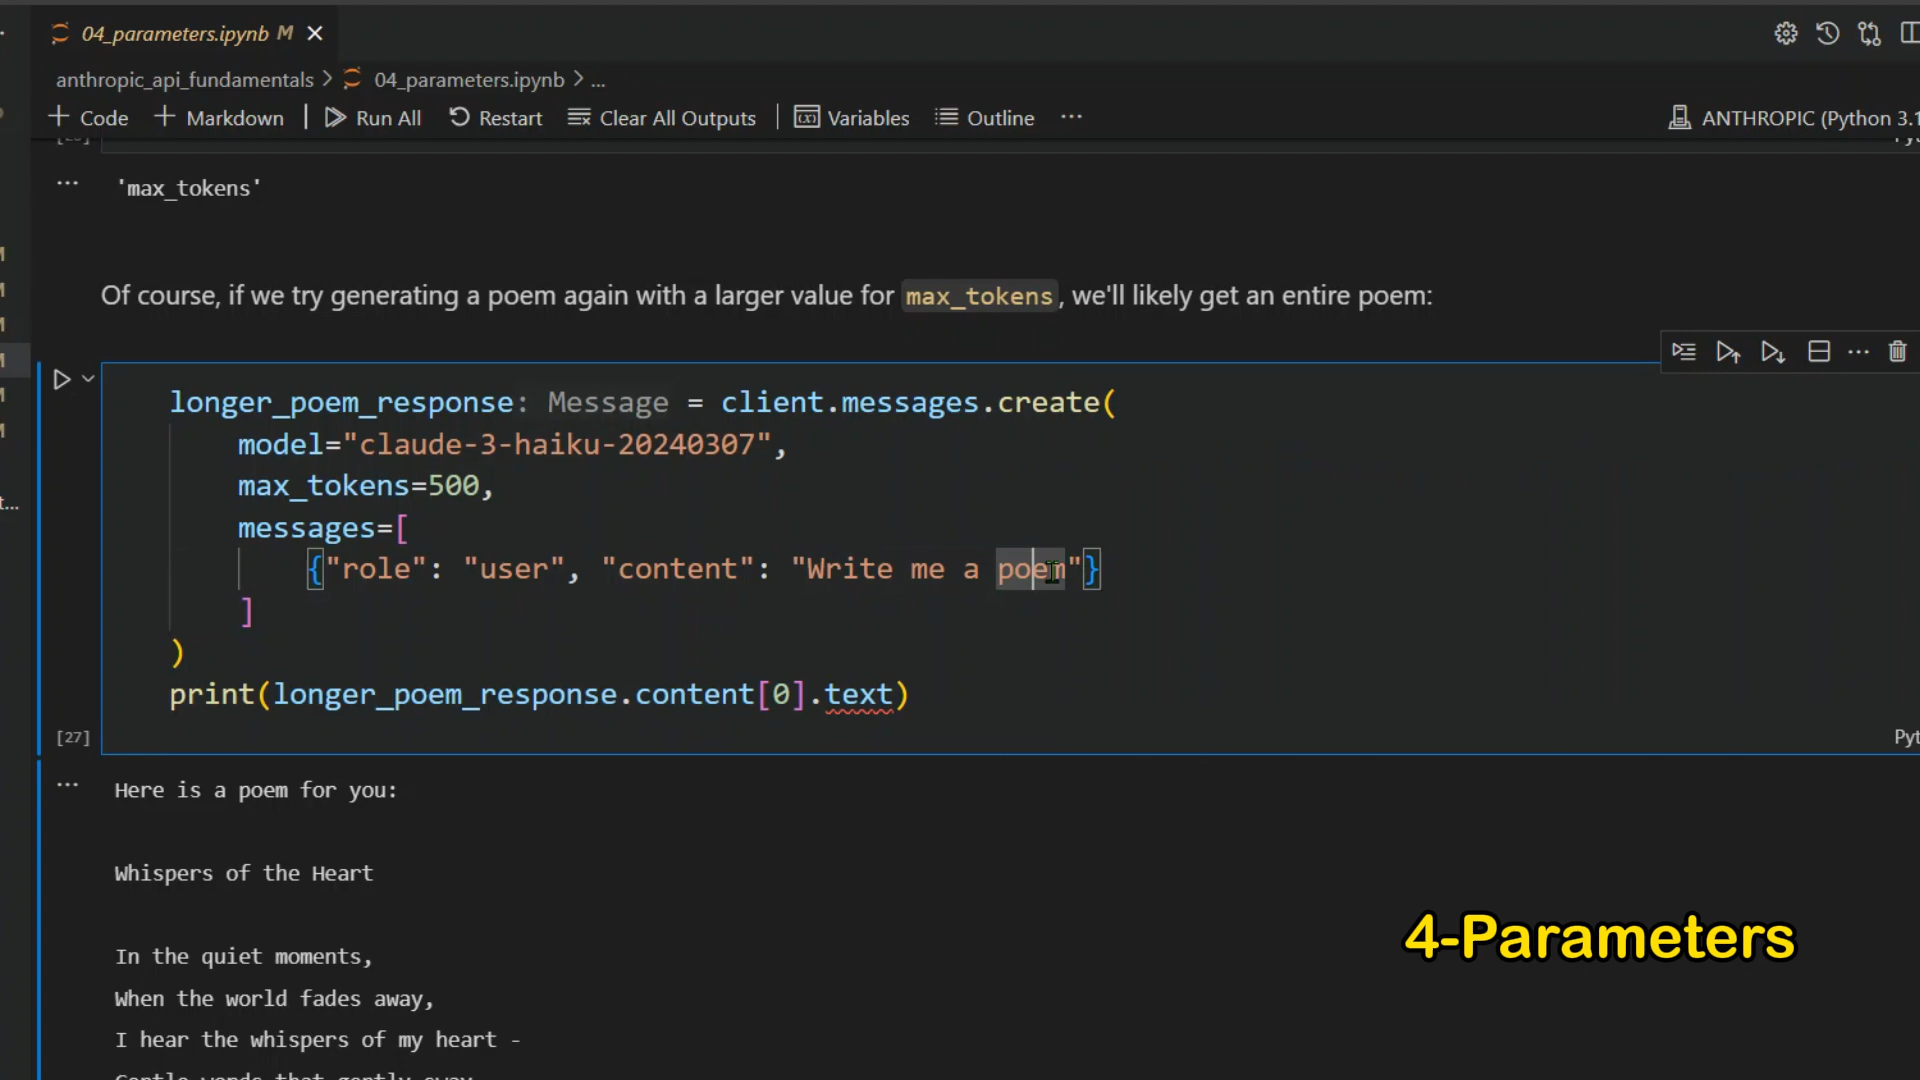 04_parameters.ipynb M
anthropic_api_fundamentals > 04_parameters.ipynb > ...
+ Code + Markdown Run All Restart Clear All Outputs Variables Outline ... ANTHROPIC (Python 3.1
'max_tokens'
Of course, if we try generating a poem again with a larger value for max_tokens, we'll likely get an entire poem:
longer_poem_response: Message = client.messages.create(
model="claude-3-haiku-20240307",
max_tokens=500,
messages=[
{"role": "user", "content": "Write me a poem"}
]
)
print(longer_poem_response.content[0].text)
[27]
Pyt
Here is a poem for you:
Whispers of the Heart
In the quiet moments,
When the world fades away,
I hear the whispers of my heart -
4-Parameters